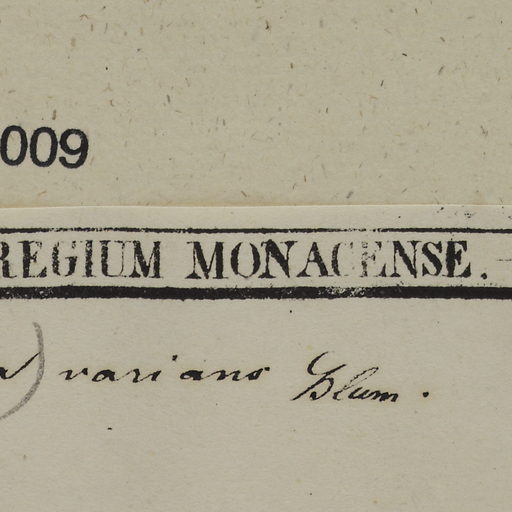 009
REGIUM MONACENSE.
) varians Blum.